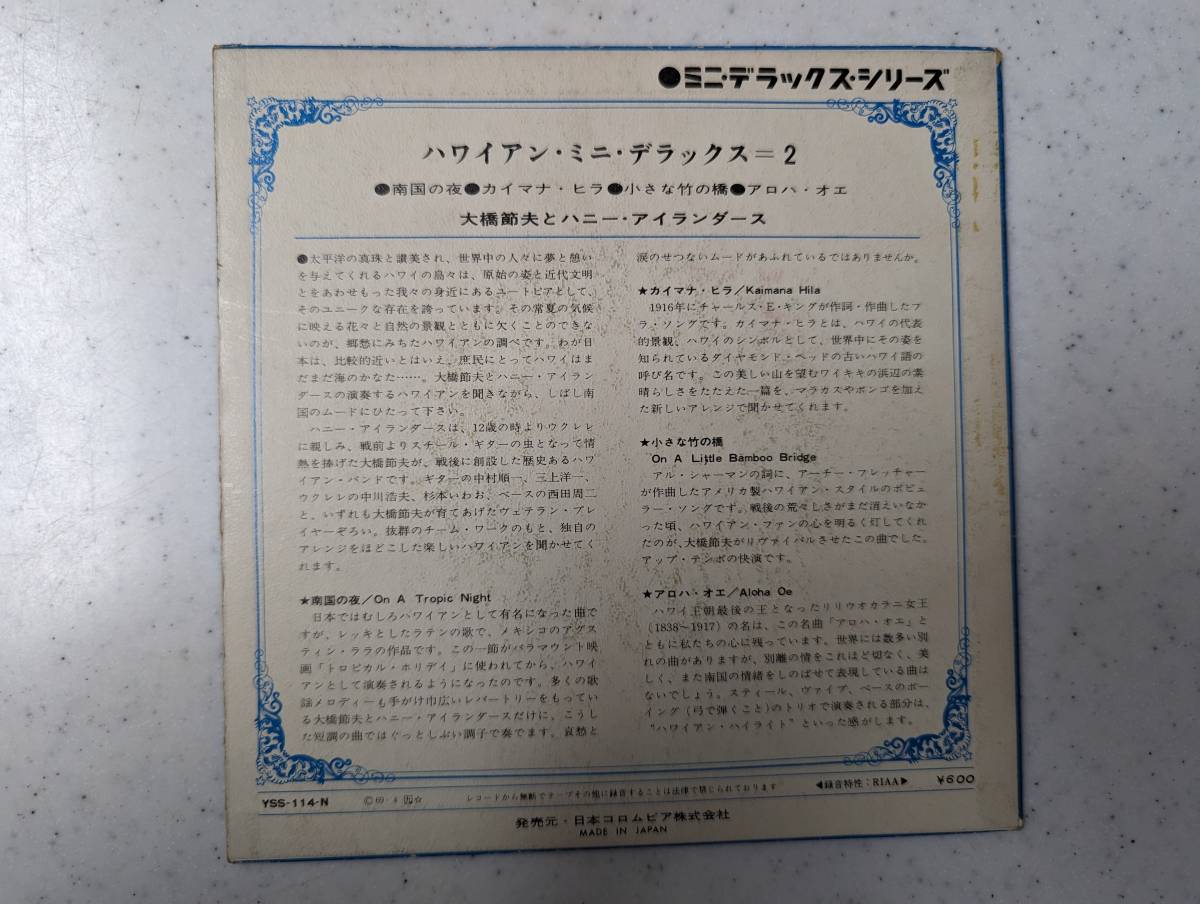 ●ミニ・デラックス・シリーズ
ハワイアン・ミニ・デラックス＝2
●南国の夜●カイマナ・ヒラ●小さな竹の橋●アロハ・オエ
大橋節夫とハニー・アイランダース
●太平洋の真珠と讃美され、世界中の人々に夢と憩い
を与えてくれるハワイの島々は、原始の姿と近代文明
とをあわせもった我々の身近にあるユートピアとして、
そのユニークな存在を誇っています。その常夏の気候
に映える花々と自然の景観とともに欠くことのできな
いのが、郷愁にみちたハワイアンの調べです。わが日
本は、比較的近いとはいえ、庶民にとってハワイはま
だまだ海のかなた……。大橋節夫とハニー・アイラン
ダースの演奏するハワイアンを聞きながら、しばし南
国のムードにひたって下さい。
ハニー・アイランダースは、12歳の時よりウクレレ
に親しみ、戦前よりスチール・ギターの虫となって情
熱を捧げた大橋節夫が、戦後に創設した歴史あるハワ
イアン・バンドです。ギターの中村順一、三上洋一、
ウクレレの中川浩夫、杉本いわお、ベースの西田周二
と、いずれも大橋節夫が育てあげたヴェテラン・プレ
イヤーぞろい。抜群のチーム・ワークのもと、独自の
アレンジをほどこした楽しいハワイアンを聞かせてく
れます。
★南国の夜／On A Tropic Night
日本ではむしろハワイアンとして有名になった曲で
すが、レッキとしたラテンの歌で、メキシコのアグス
ティン・ララの作品です。この一節がパラマウント映
画「トロピカル・ホリデイ」に使われてから、ハワイ
アンとして演奏されるようになったのです。多くの歌
謡メロディーも手がけ巾広いレパートリーをもってい
る大橋節夫とハニー・アイランダースだけに、こうし
た短調の曲ではぐっとしぶい調子で奏でます。哀愁と
涙のせつないムードがあふれているではありませんか。
★カイマナ・ヒラ／Kaimana Hila
1916年にチャールス・E・キングが作詞・作曲したフ
ラ・ソングです。カイマナ・ヒラとは、ハワイの代表
的景観、ハワイのシンボルとして、世界中にその姿を
知られているダイヤモンド・ヘッドの古いハワイ語の
呼び名です。この美しい山を望むワイキキの浜辺の素
晴らしさをたたえた一篇を、マラカスやボンゴを加え
た新しいアレンジで聞かせてくれます。
★小さな竹の橋
On A Little Bamboo Bridge
アル・シャーマンの詞に、アーチー・フレッチャー
が作曲したアメリカ製ハワイアン・スタイルのポピュ
ラー・ソングです。戦後の荒々しさがまだ消えいなか
った頃、ハワイアン・ファンの心を明るく灯してくれ
たのが、大橋節夫がリヴァイバルさせたこの曲でした。
アップ・テンポの快演です。
★アロハ・オエ／Aloha Oe
ハワイ王朝最後の王となったリリウオカラニ女王
(1838～1917) の名は、この名曲「アロハ・オエ」と
ともに私たちの心に残っています。世界には数多い別
れの曲がありますが、別離の情をこれほど切なく、美
しく、また南国の情緒をしのばせて表現している曲は
ないでしょう。スティール、ヴァイブ、ベースのボー
イング (弓で弾くこと) のトリオで演奏される部分は、
"ハワイアン・ハイライト" といった感がします。
YSS-114-N
レコードから無断でテープその他に録音することは法律で禁じられております
◀録音特性：RIAA▶
¥600
発売元・日本コロムビア株式会社
MADE IN JAPAN